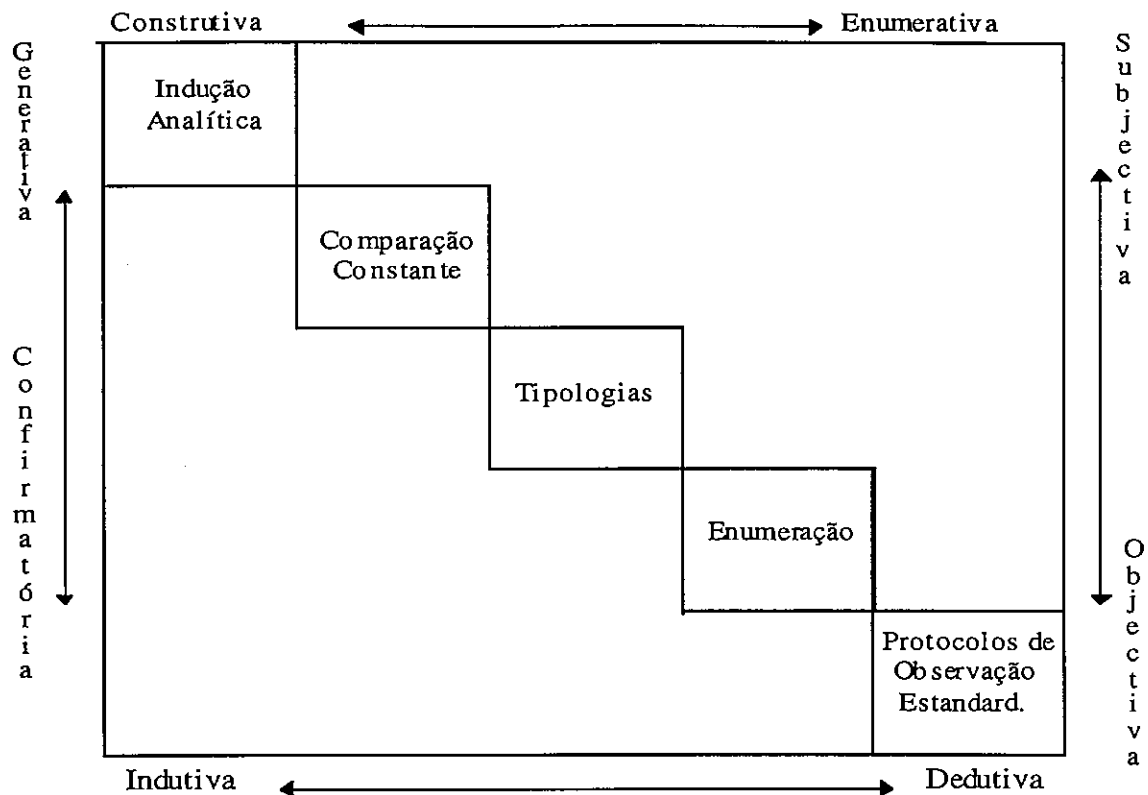 Construtiva
Enumerativa
Generativa
Subjectiva
Indução
Analítica
Comparação
Constante
Confirmatória
Tipologias
Enumeração
Objectiva
Protocolos de
Observação
Estandard.
Indutiva
Dedutiva